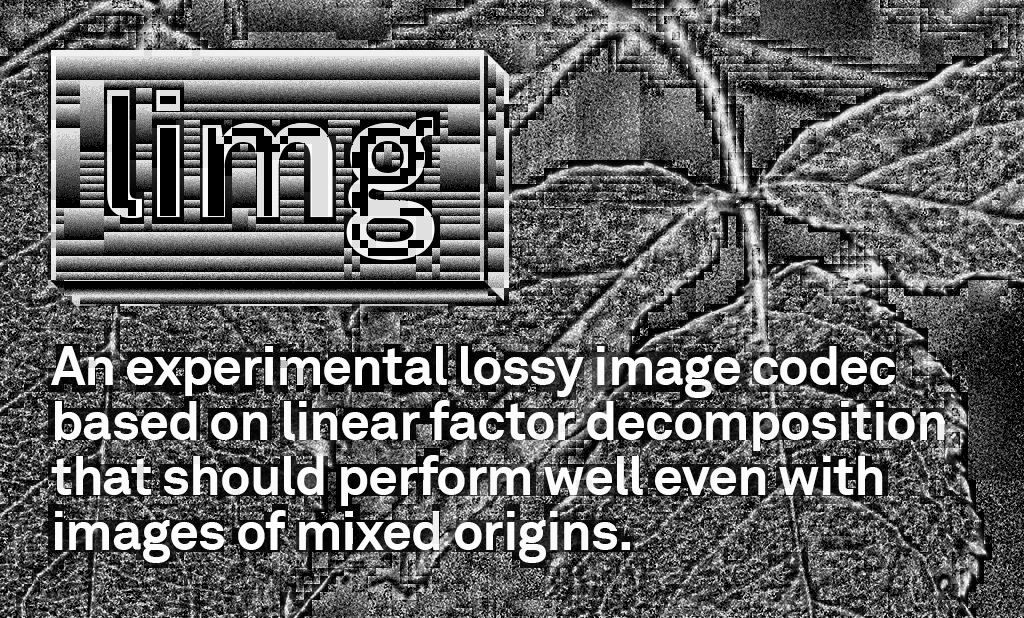 limg
An experimental lossy image codec
based on linear factor decomposition
that should perform well even with
images of mixed origins.